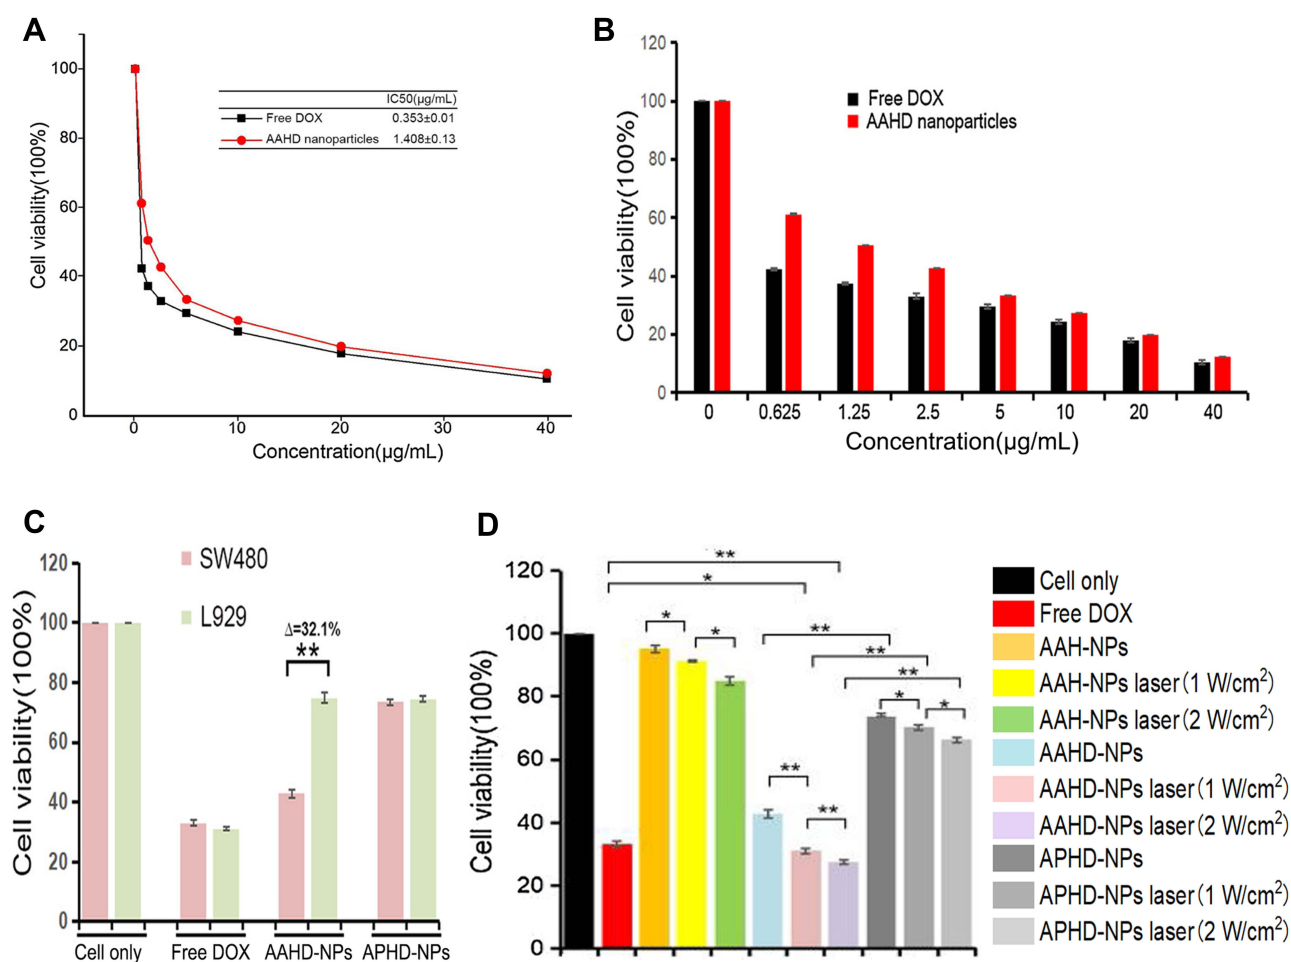 A
IC50(μg/mL)
Free DOX 0.353±0.01
AAHD nanoparticles 1.408±0.13
Cell viability(100%)
100
80
60
40
20
0
0 10 20 30 40
Concentration(μg/mL)
B
Free DOX
AAHD nanoparticles
Cell viability(100%)
120
100
80
60
40
20
0
0 0.625 1.25 2.5 5 10 20 40
Concentration(μg/mL)
C
SW480
L929
Δ=32.1%
**
Cell viability(100%)
120
100
80
60
40
20
0
Cell only Free DOX AAHD-NPs APHD-NPs
D
**
*
*
*
**
**
**
*
*
**
**
Cell viability(100%)
120
100
80
60
40
20
0
Cell only
Free DOX
AAH-NPs
AAH-NPs laser(1 W/cm²)
AAH-NPs laser(2 W/cm²)
AAHD-NPs
AAHD-NPs laser(1 W/cm²)
AAHD-NPs laser(2 W/cm²)
APHD-NPs
APHD-NPs laser(1 W/cm²)
APHD-NPs laser(2 W/cm²)